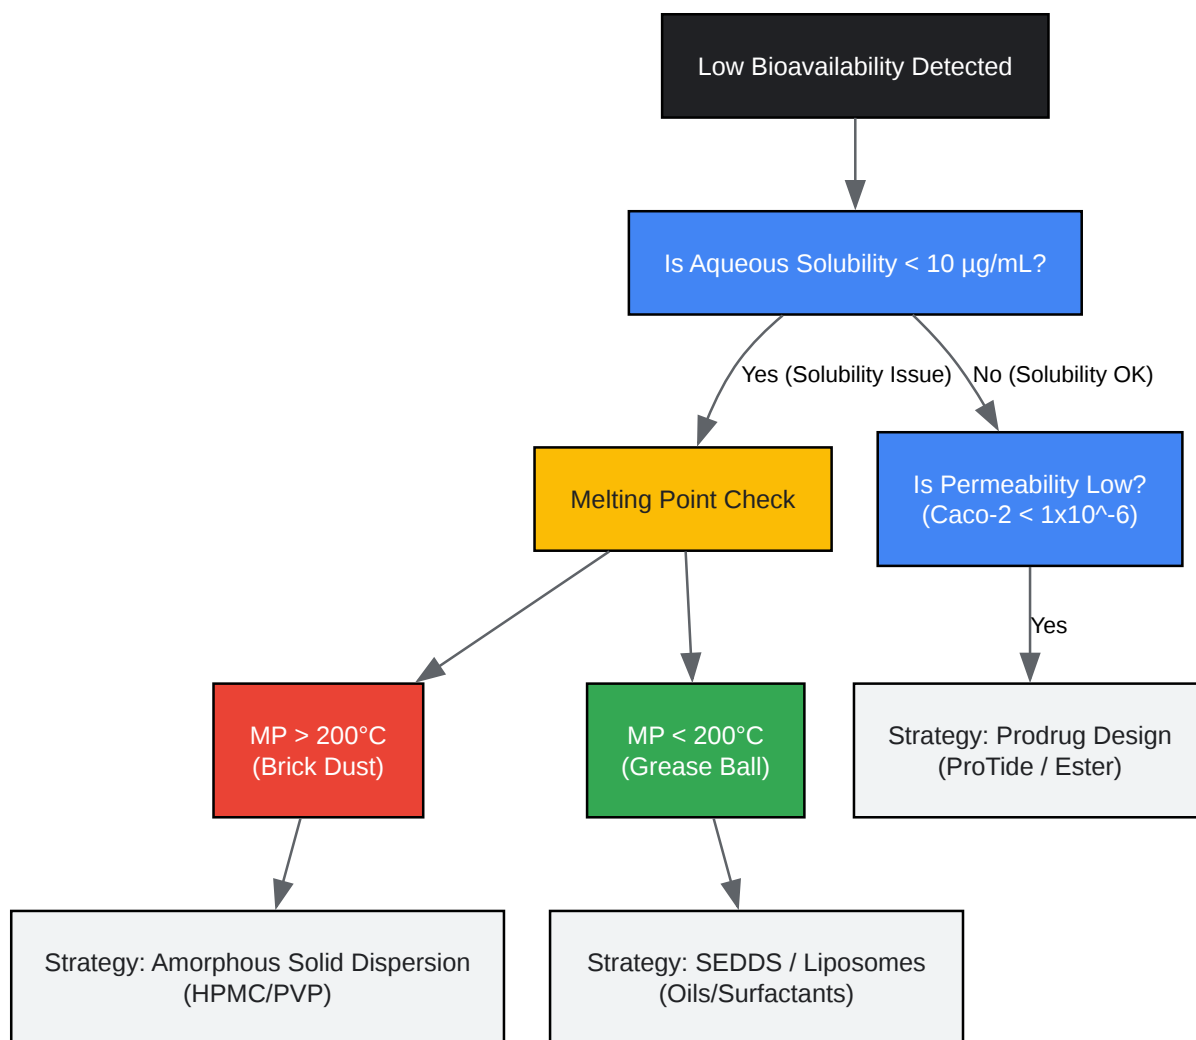 Low Bioavailability Detected
Is Aqueous Solubility < 10 µg/mL?
Yes (Solubility Issue)
No (Solubility OK)
Melting Point Check
Is Permeability Low?
(Caco-2 < 1x10^-6)
Yes
MP > 200°C
(Brick Dust)
MP < 200°C
(Grease Ball)
Strategy: Prodrug Design
(ProTide / Ester)
Strategy: Amorphous Solid Dispersion
(HPMC/PVP)
Strategy: SEDDS / Liposomes
(Oils/Surfactants)